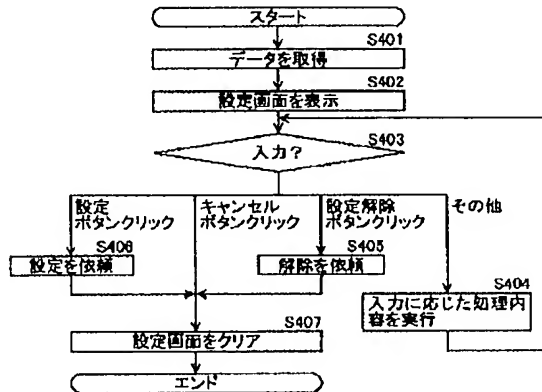 スタート
S401
データを取得
S402
設定画面を表示
S403
入力?
設定
ボタンクリック
キャンセル
ボタンクリック
設定解除
ボタンクリック
その他
S406
設定を依頼
S405
解除を依頼
S404
入力に応じた処理内
容を実行
S407
設定画面をクリア
エンド